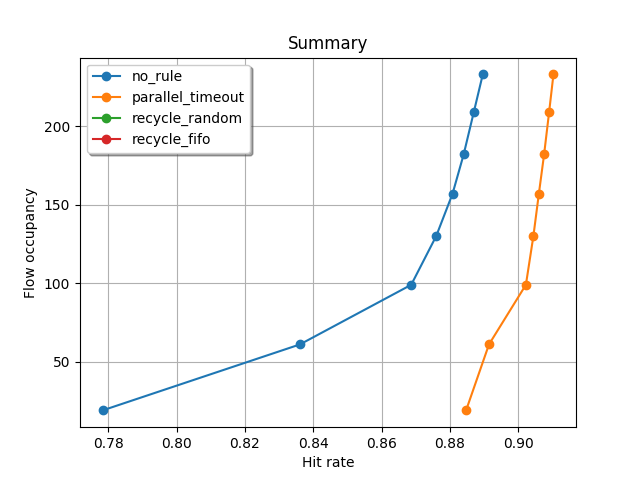 Summary
no_rule
parallel_timeout
recycle_random
recycle_fifo
Flow occupancy
200
150
100
50
0.78 0.80 0.82 0.84 0.86 0.88 0.90
Hit rate